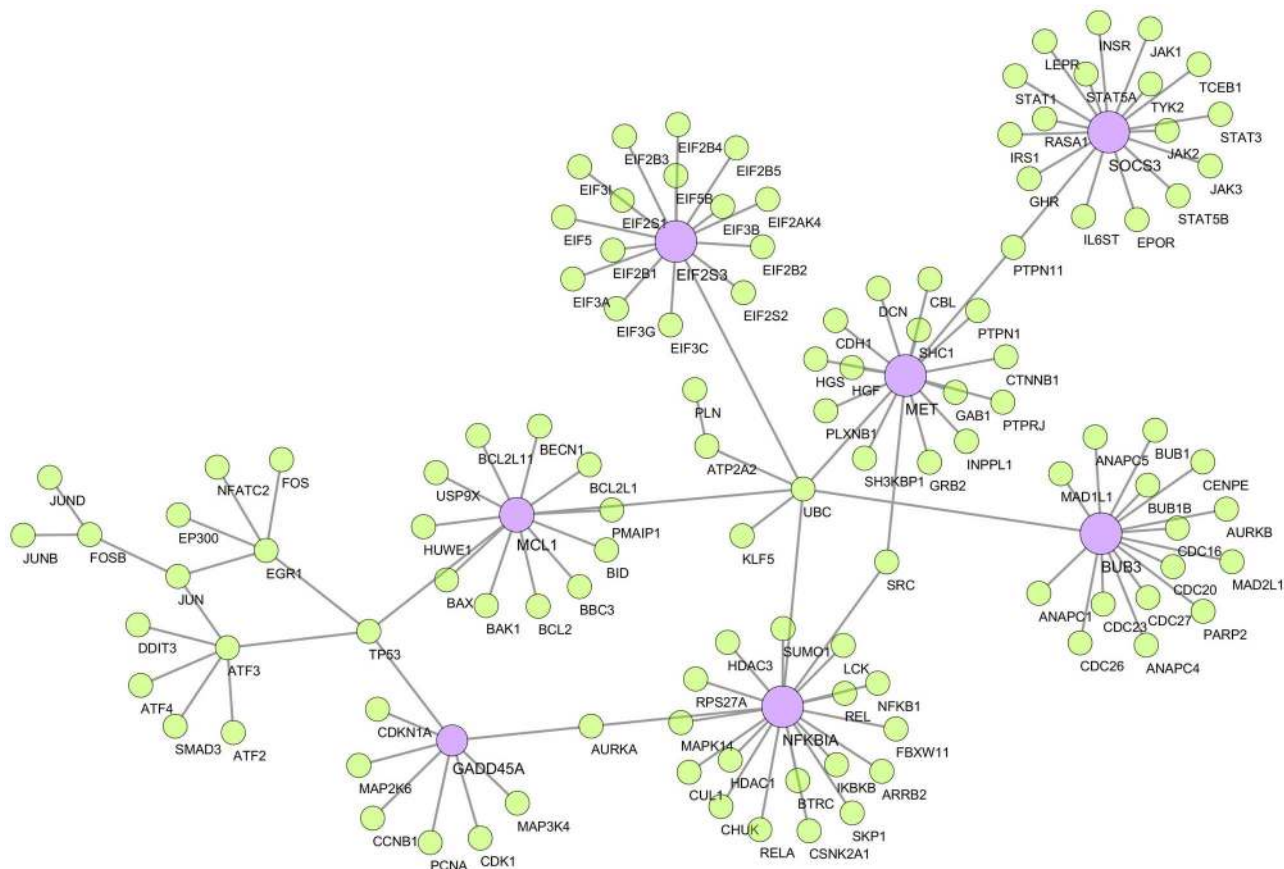 INSR
JAK1
LEPR
TCEB1
STAT1
STAT5A
TYK2
STAT3
RASA1
JAK2
IRS1
SOCS3
JAK3
GHR
STAT5B
IL6ST
EPOR
PTPN11
EIF2B4
EIF2B3
EIF2B5
EIF3I
EIF5B
EIF2S1
EIF2AK4
EIF3B
EIF5
EIF2B1
EIF2S3
EIF2B2
EIF3A
EIF2S2
EIF3G
EIF3C
CBL
DCN
PTPN1
CDH1
SHC1
CTNNB1
HGS
HGF
GAB1
MET
PTPRJ
PLXNB1
INPPL1
SH3KBP1
GRB2
PLN
ATP2A2
UBC
KLF5
SRC
BECN1
BCL2L11
BCL2L1
USP9X
PMAIP1
HUWE1
MCL1
BID
BAX
BBC3
BAK1
BCL2
BUB1
ANAPC5
CENPE
MAD1L1
BUB1B
AURKB
CDC16
BUB3
MAD2L1
CDC20
ANAPC1
CDC23
CDC27
PARP2
CDC26
ANAPC4
FOS
NFATC2
JUND
EP300
JUNB
FOSB
EGR1
JUN
DDIT3
ATF3
TP53
ATF4
SMAD3
ATF2
CDKN1A
GADD45A
MAP2K6
MAP3K4
CCNB1
PCNA
CDK1
AURKA
SUMO1
HDAC3
LCK
RPS27A
NFKB1
REL
MAPK14
NFKBIA
FBXW11
HDAC1
IKBKB
ARRB2
CUL1
BTRC
CHUK
SKP1
RELA
CSNK2A1